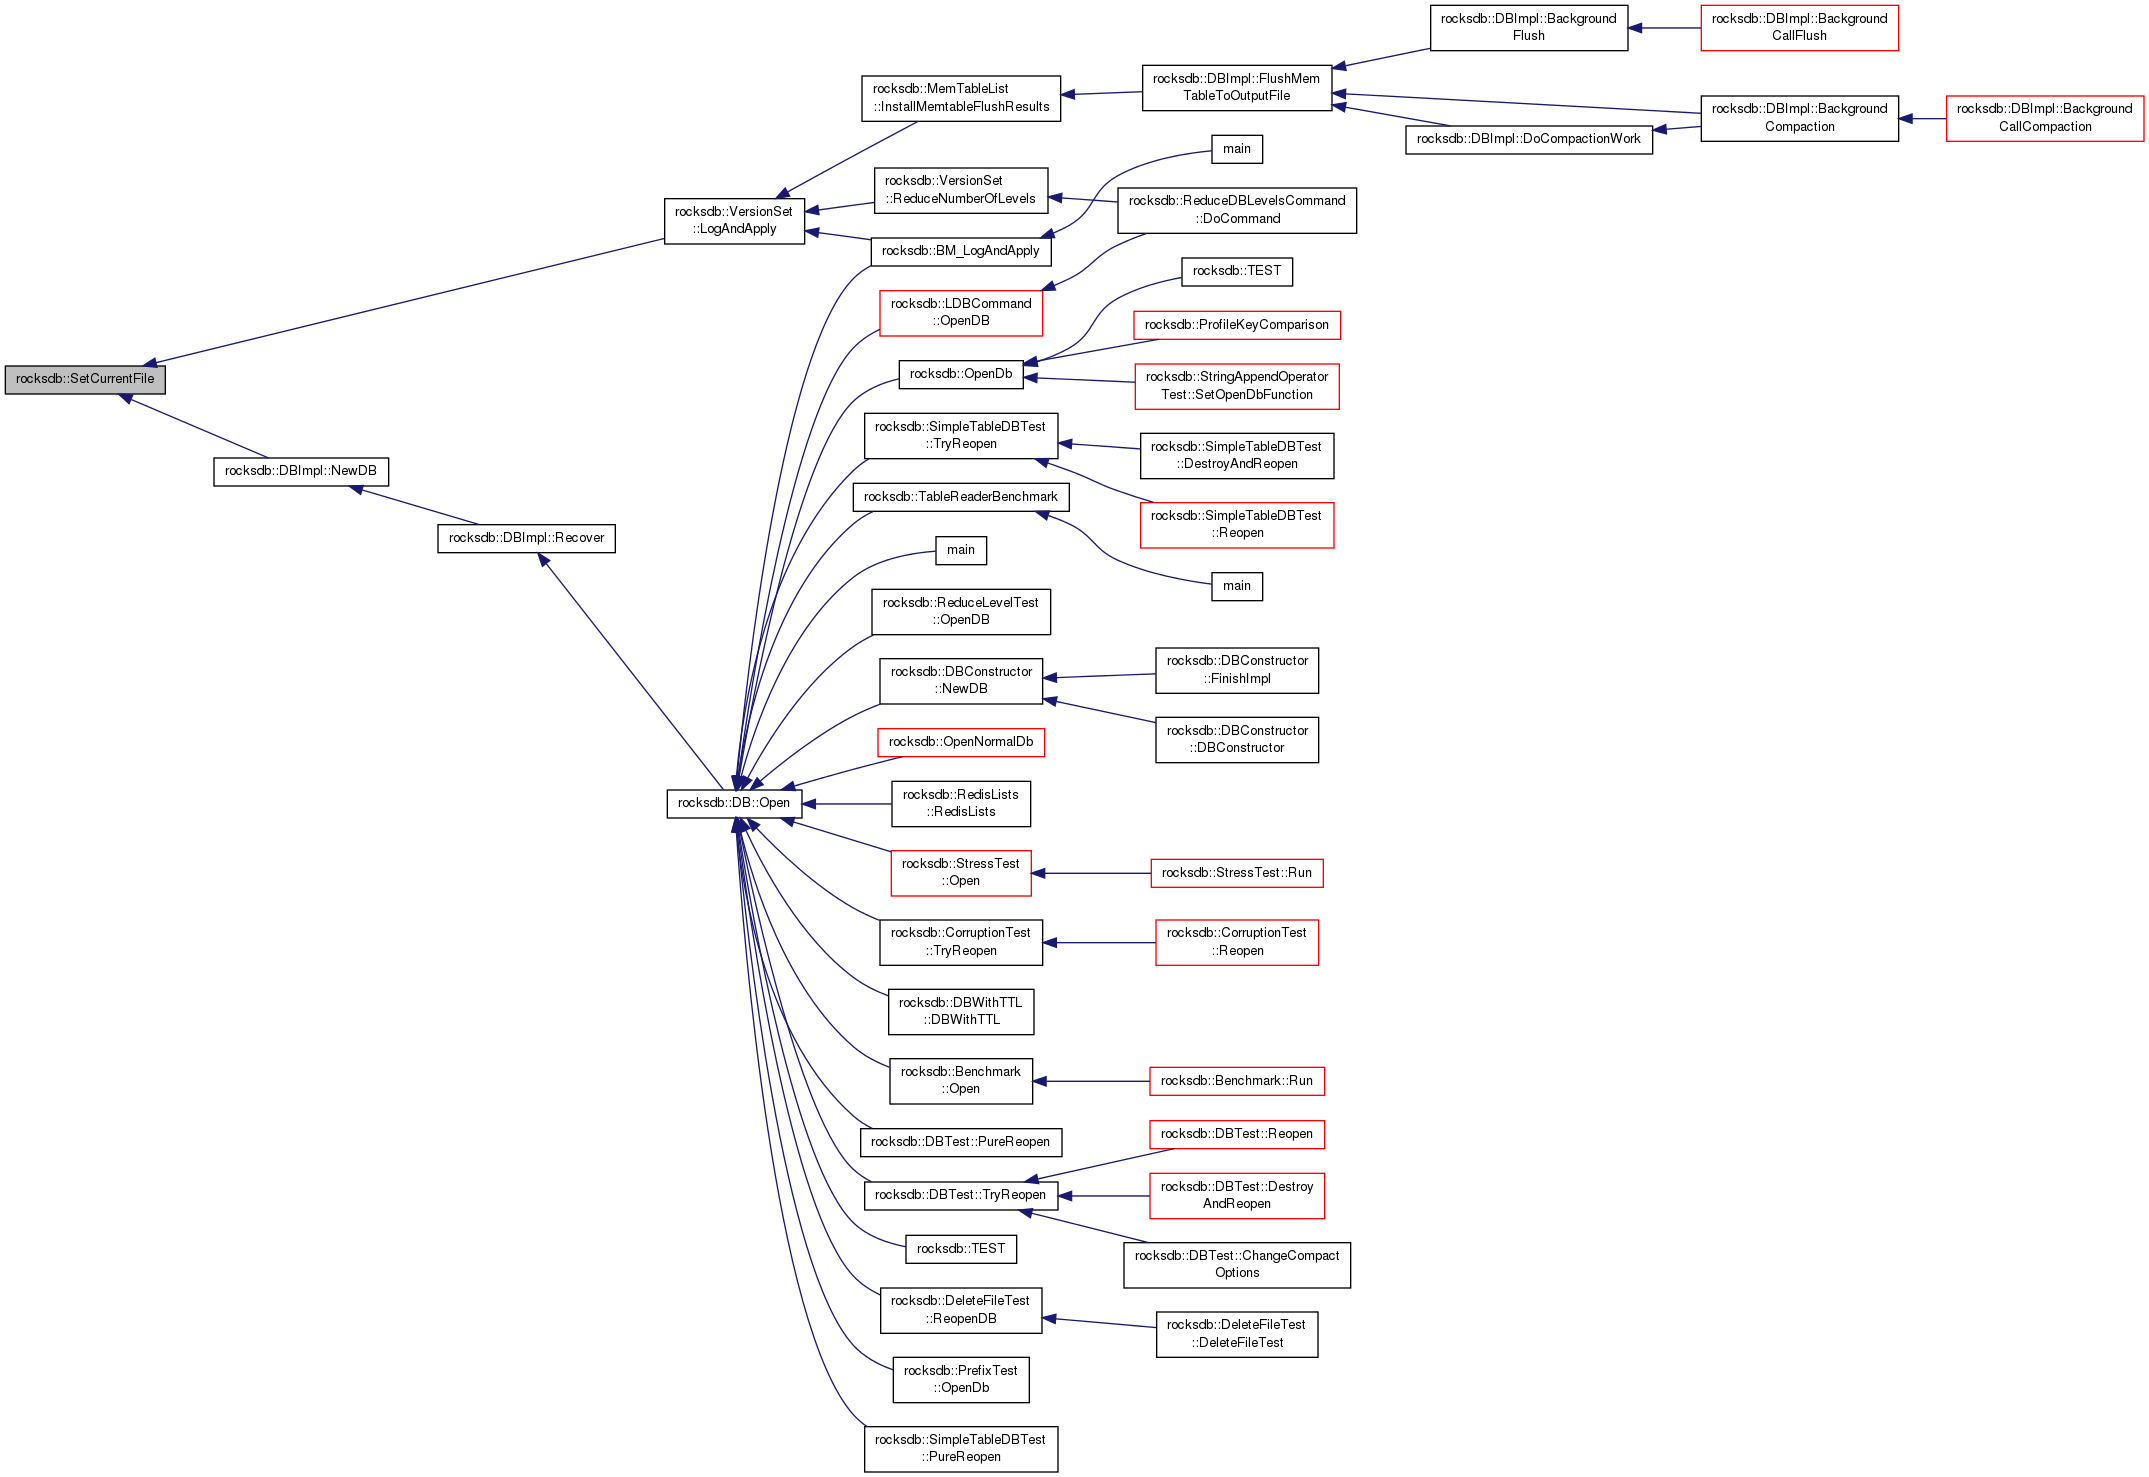 rocksdb::SetCurrentFile
rocksdb::VersionSet
::LogAndApply
rocksdb::MemTableList
::InstallMemtableFlushResults
rocksdb::DBImpl::FlushMem
TableToOutputFile
rocksdb::DBImpl::Background
Flush
rocksdb::DBImpl::Background
CallFlush
rocksdb::DBImpl::Background
Compaction
rocksdb::DBImpl::Background
CallCompaction
rocksdb::DBImpl::DoCompactionWork
main
rocksdb::VersionSet
::ReduceNumberOfLevels
rocksdb::ReduceDBLevelsCommand
::DoCommand
rocksdb::BM_LogAndApply
rocksdb::TEST
rocksdb::LDBCommand
::OpenDB
rocksdb::ProfileKeyComparison
rocksdb::OpenDb
rocksdb::StringAppendOperator
Test::SetOpenDbFunction
rocksdb::SimpleTableDBTest
::TryReopen
rocksdb::SimpleTableDBTest
::DestroyAndReopen
rocksdb::DBImpl::NewDB
rocksdb::TableReaderBenchmark
rocksdb::SimpleTableDBTest
::Reopen
rocksdb::DBImpl::Recover
main
main
rocksdb::ReduceLevelTest
::OpenDB
rocksdb::DBConstructor
::NewDB
rocksdb::DBConstructor
::FinishImpl
rocksdb::DBConstructor
::DBConstructor
rocksdb::OpenNormalDb
rocksdb::DB::Open
rocksdb::RedisLists
::RedisLists
rocksdb::StressTest
::Open
rocksdb::StressTest::Run
rocksdb::CorruptionTest
::TryReopen
rocksdb::CorruptionTest
::Reopen
rocksdb::DBWithTTL
::DBWithTTL
rocksdb::Benchmark
::Open
rocksdb::Benchmark::Run
rocksdb::DBTest::PureReopen
rocksdb::DBTest::Reopen
rocksdb::DBTest::TryReopen
rocksdb::DBTest::Destroy
AndReopen
rocksdb::TEST
rocksdb::DBTest::ChangeCompact
Options
rocksdb::DeleteFileTest
::ReopenDB
rocksdb::DeleteFileTest
::DeleteFileTest
rocksdb::PrefixTest
::OpenDb
rocksdb::SimpleTableDBTest
::PureReopen